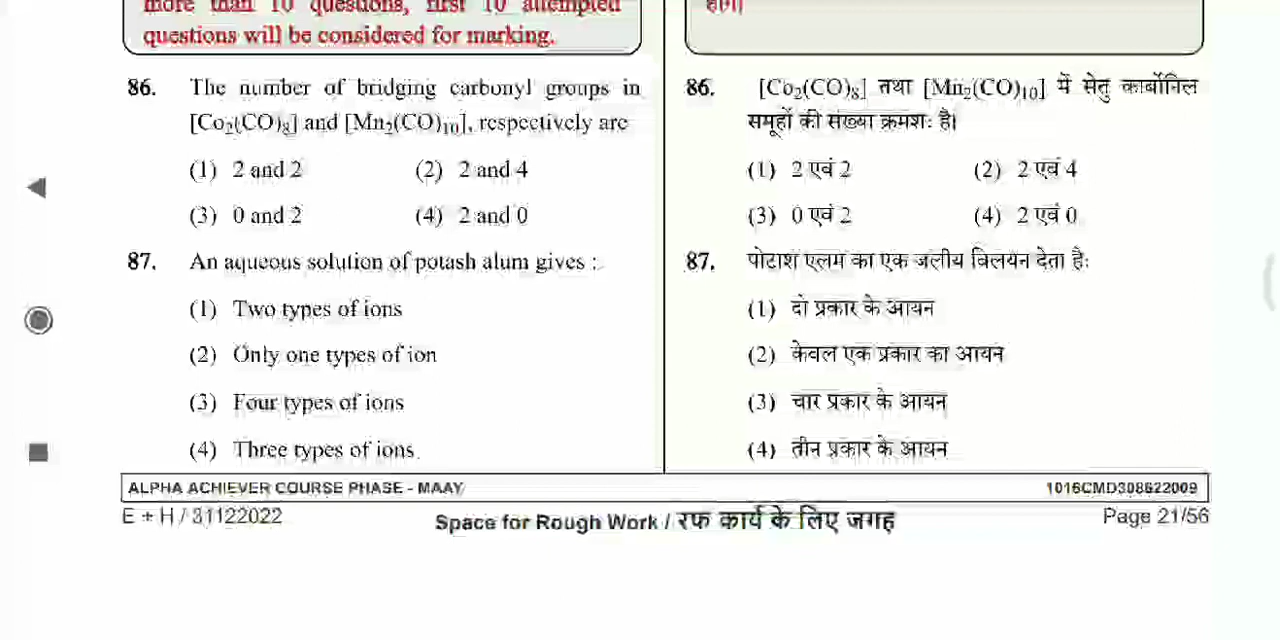 more than 10 questions, first 10 attempted
questions will be considered for marking.
होगा।
86. The number of bridging carbonyl groups in
[Co₂(CO)₈] and [Mn₂(CO)₁₀], respectively are
(1) 2 and 2 (2) 2 and 4
(3) 0 and 2 (4) 2 and 0
87. An aqueous solution of potash alum gives :
(1) Two types of ions
(2) Only one types of ion
(3) Four types of ions
(4) Three types of ions
86. [Co₂(CO)₈] तथा [Mn₂(CO)₁₀] में सेतु कार्बोनिल
समूहों की संख्या क्रमशः है।
(1) 2 एवं 2 (2) 2 एवं 4
(3) 0 एवं 2 (4) 2 एवं 0
87. पोटाश एलम का एक जलीय विलयन देता हैः
(1) दो प्रकार के आयन
(2) केवल एक प्रकार का आयन
(3) चार प्रकार के आयन
(4) तीन प्रकार के आयन
ALPHA ACHIEVER COURSE PHASE - MAAY 1016CMD308622009
E + H / 31122022 Space for Rough Work / रफ कार्य के लिए जगह Page 21/56